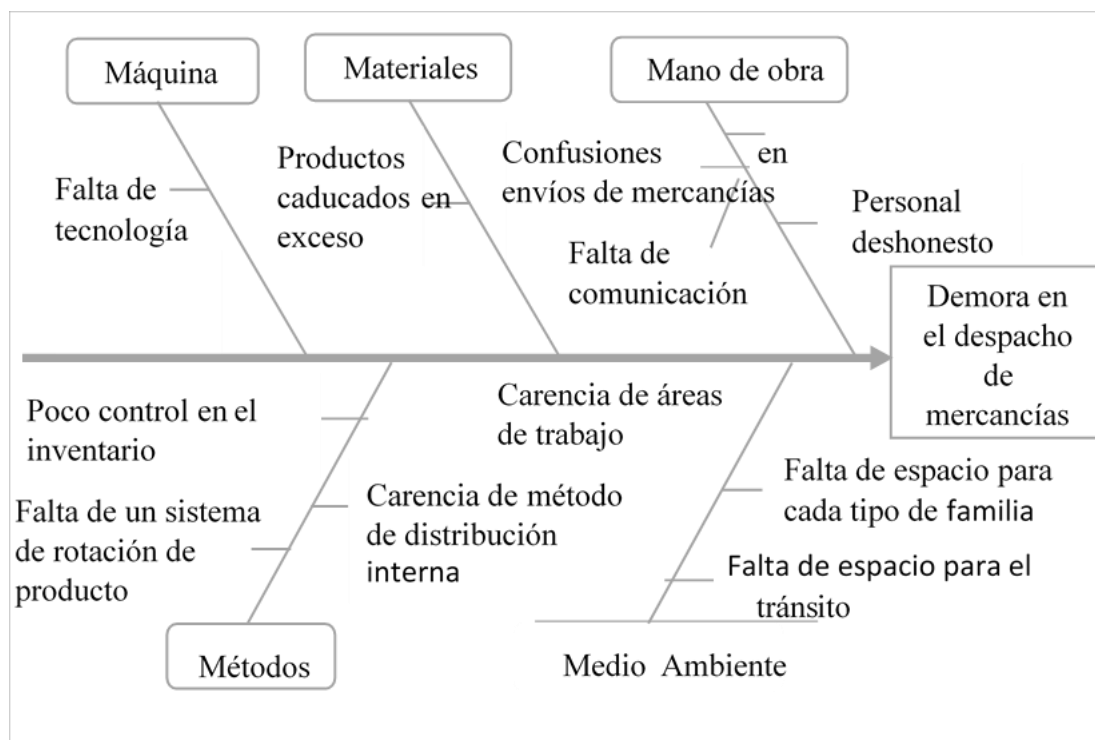 Máquina
Materiales
Mano de obra
Falta de
tecnología
Productos
caducados en
exceso
Confusiones en
envíos de mercancías
Falta de
comunicación
Personal
deshonesto
Demora en
el despacho
de
mercancías
Poco control en el
inventario
Falta de un sistema
de rotación de
producto
Carencia de método
de distribución
interna
Carencia de áreas
de trabajo
Falta de espacio para
cada tipo de familia
Falta de espacio para el
tránsito
Métodos
Medio Ambiente